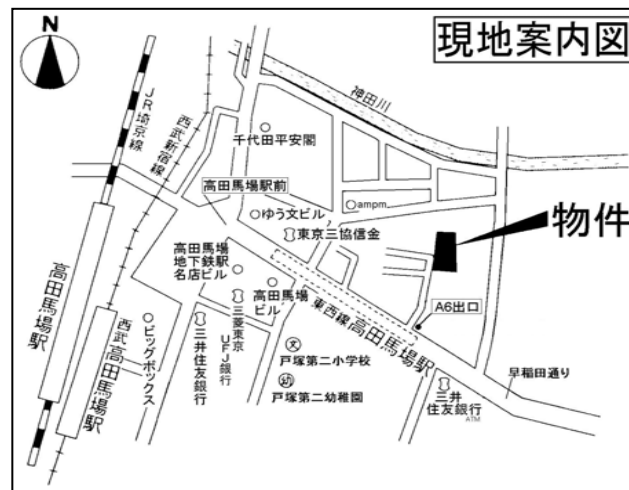 N
現地案内図
神田川
JR埼京線
西武新宿線
千代田平安閣
高田馬場駅前
ampm
ゆう文ビル
東京三協信金
物件
高田馬場
地下鉄駅
名店ビル
高田馬場
ビル
A6出口
東西線 高田馬場駅
高田馬場駅
西武 高田馬場駅
ビッグボックス
三井住友銀行
三菱東京
UFJ銀行
文
戸塚第二小学校
幼
戸塚第二幼稚園
早稲田通り
三井
住友銀行
ATM